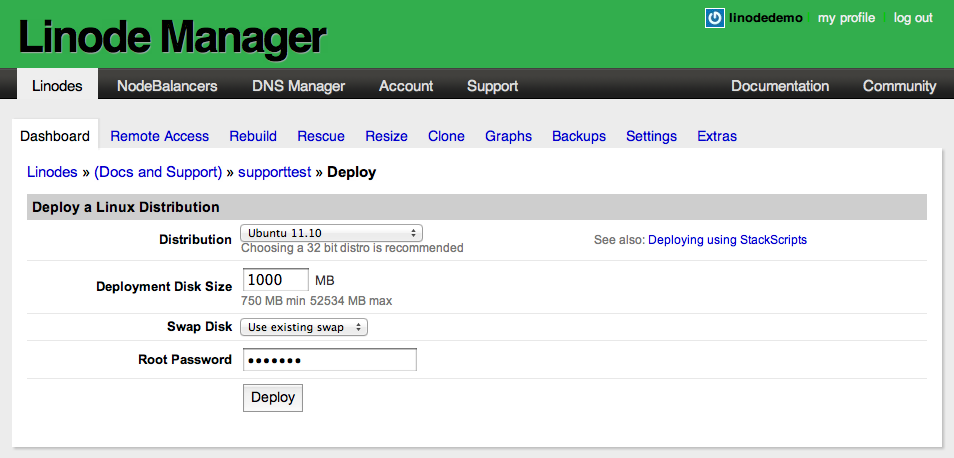 linodedemo my profile log out
Linode Manager
Linodes NodeBalancers DNS Manager Account Support Documentation Community
Dashboard Remote Access Rebuild Rescue Resize Clone Graphs Backups Settings Extras
Linodes » (Docs and Support) » supporttest » Deploy
Deploy a Linux Distribution
Distribution Ubuntu 11.10
Choosing a 32 bit distro is recommended
See also: Deploying using StackScripts
Deployment Disk Size 1000 MB
750 MB min 52534 MB max
Swap Disk Use existing swap
Root Password •••••••
Deploy